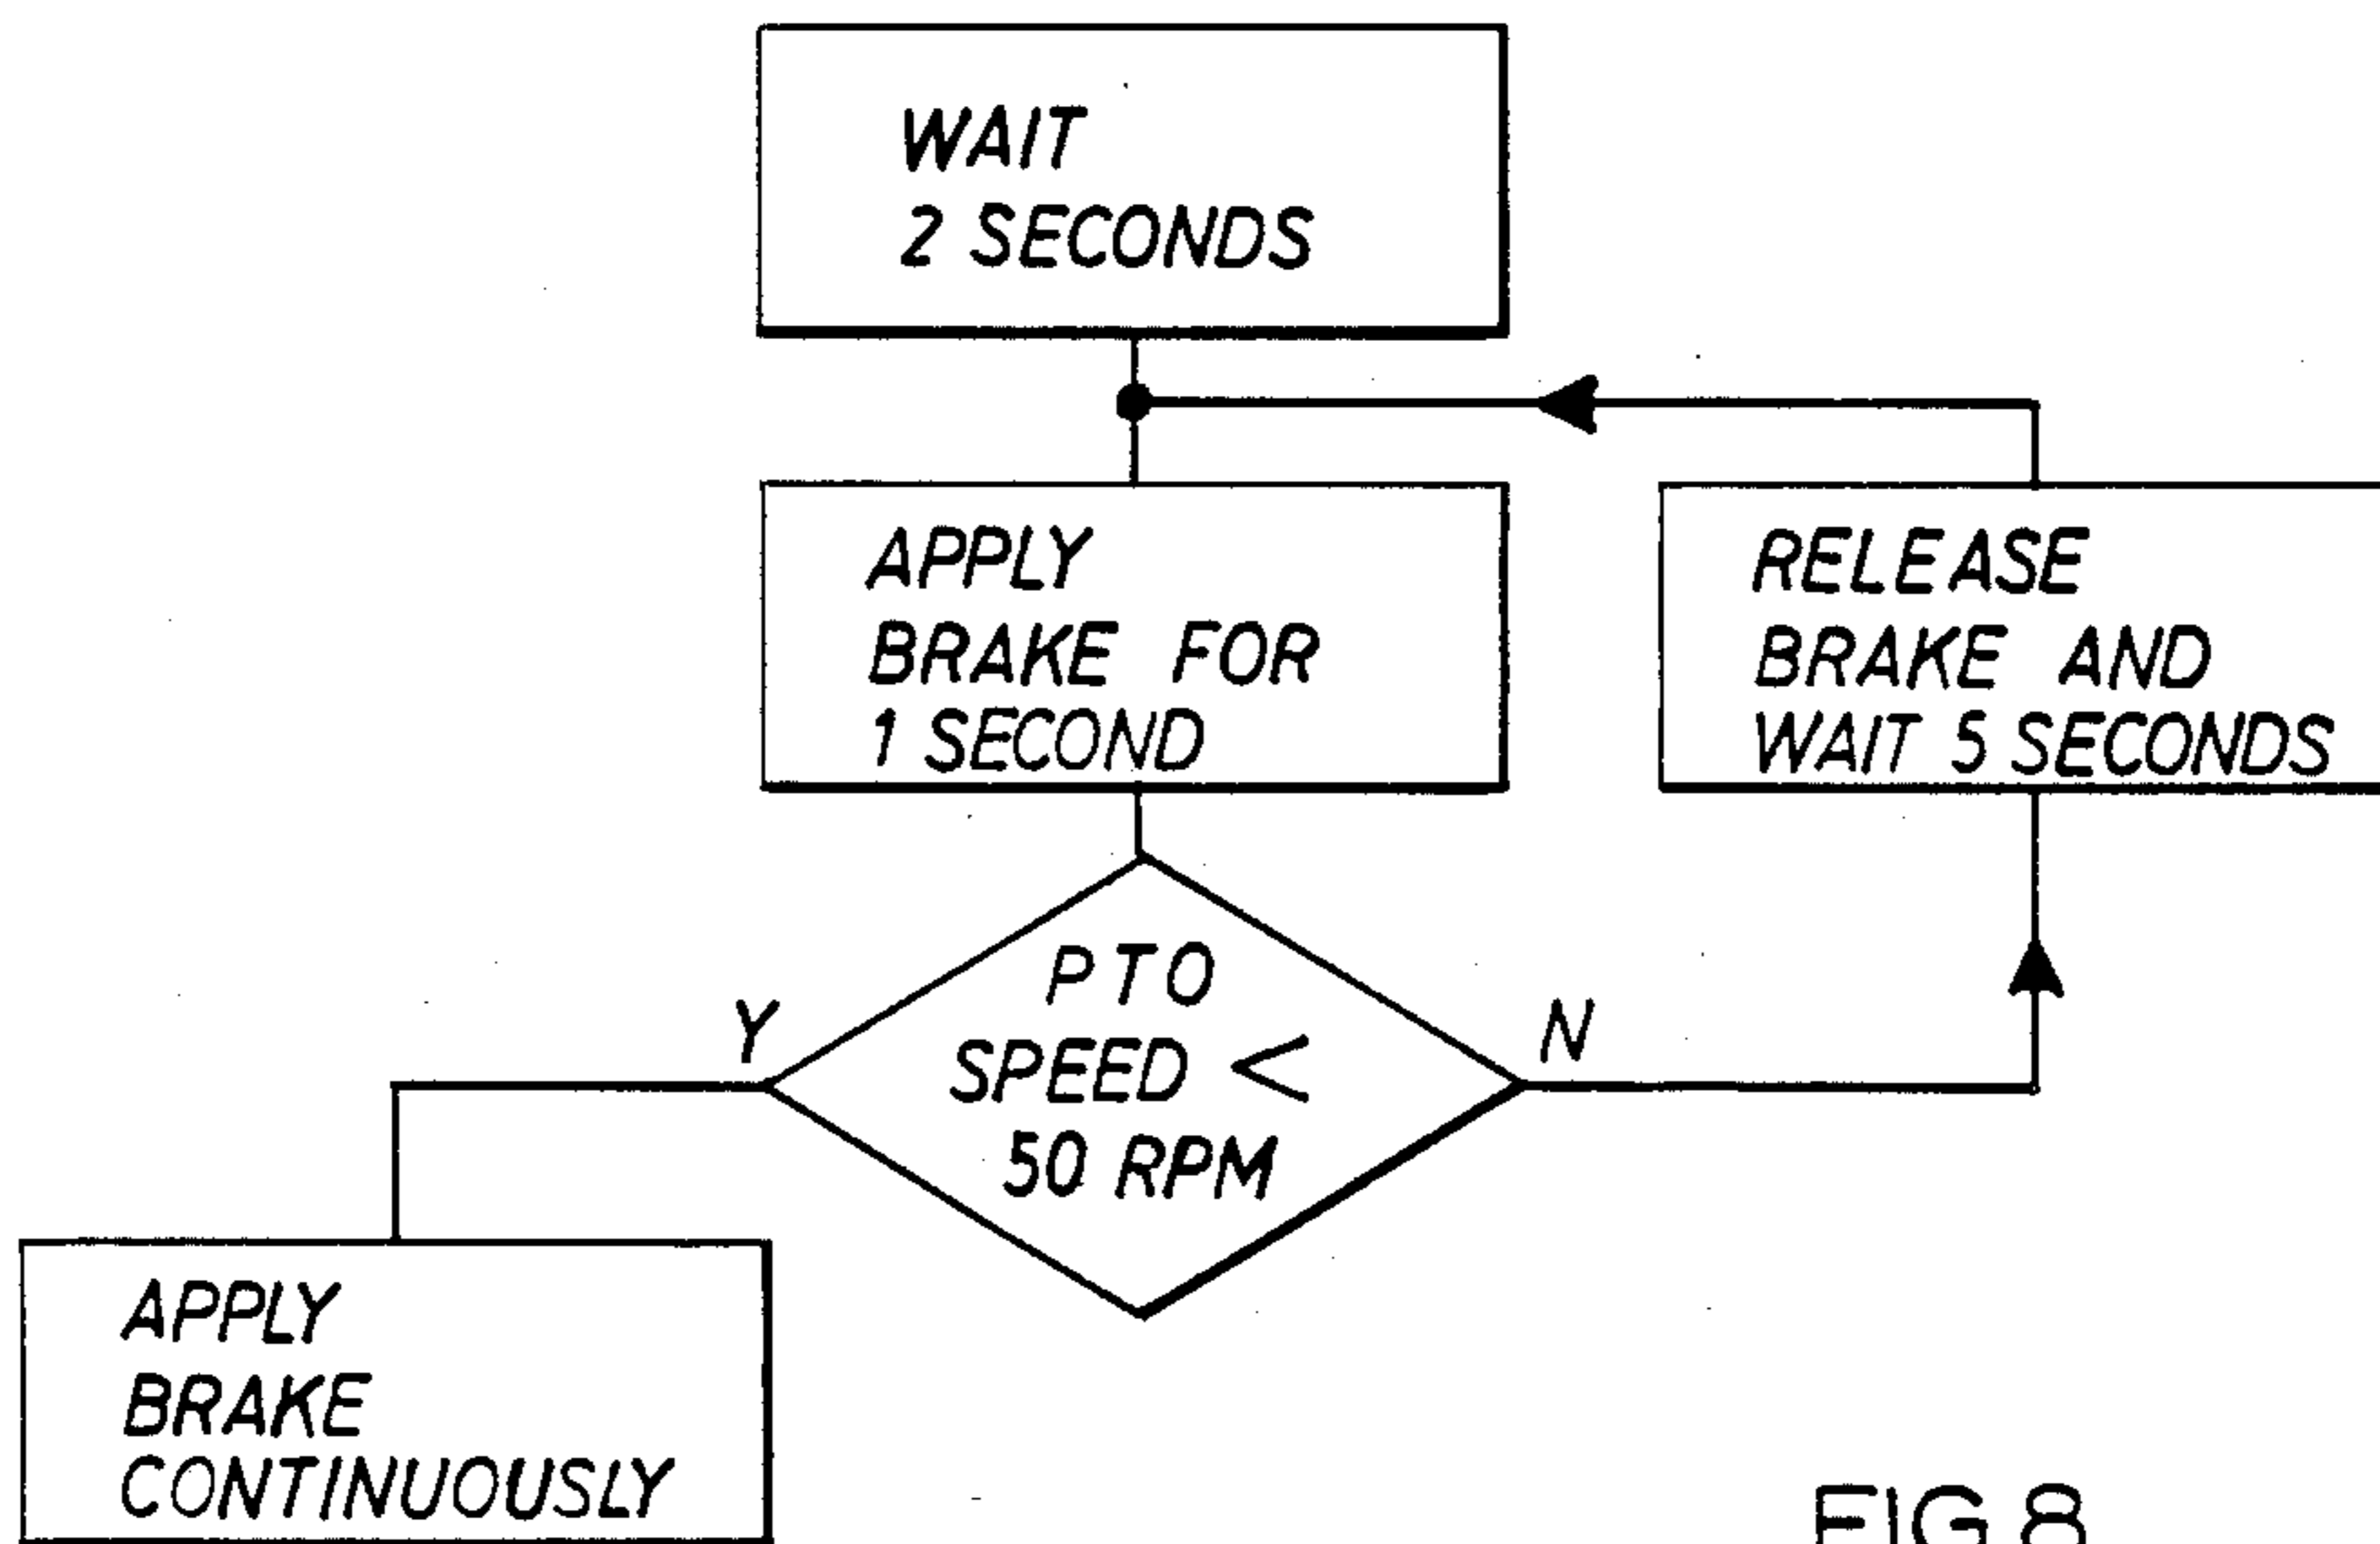 WAIT
2 SECONDS
APPLY
BRAKE FOR
1 SECOND
RELEASE
BRAKE AND
WAIT 5 SECONDS
PTO
SPEED <
50 RPM
Y
N
APPLY
BRAKE
CONTINUOUSLY
FIG 8